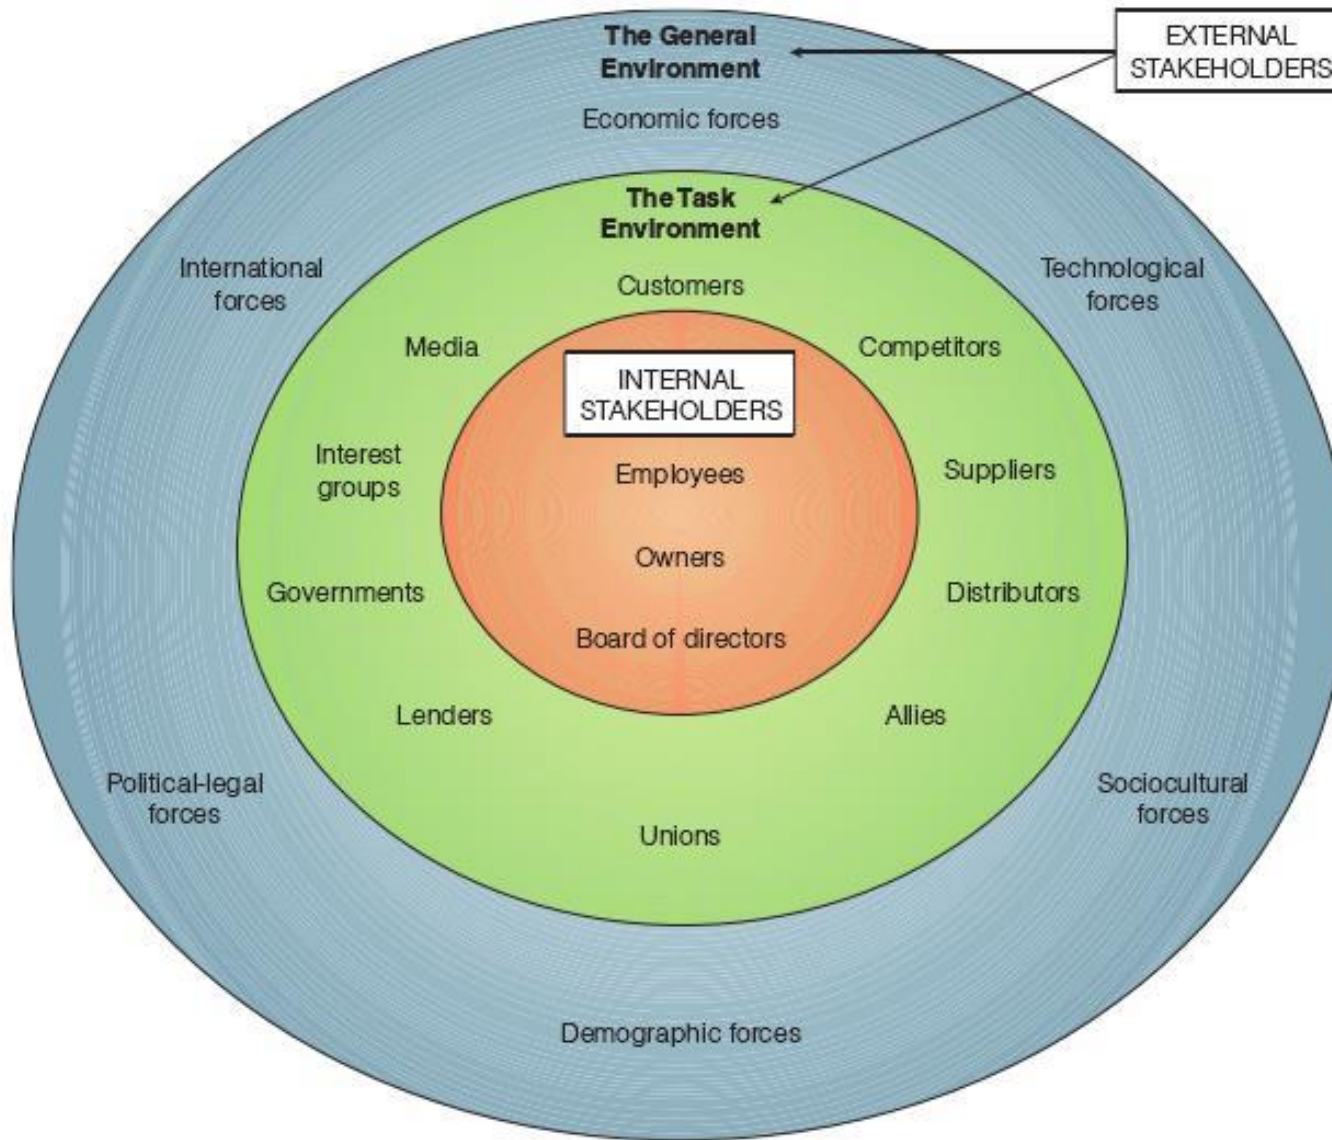 The General
Environment
EXTERNAL
STAKEHOLDERS
Economic forces
The Task
Environment
International
forces
Technological
forces
Customers
Media
Competitors
INTERNAL
STAKEHOLDERS
Interest
groups
Employees
Suppliers
Owners
Governments
Distributors
Board of directors
Lenders
Allies
Political-legal
forces
Sociocultural
forces
Unions
Demographic forces